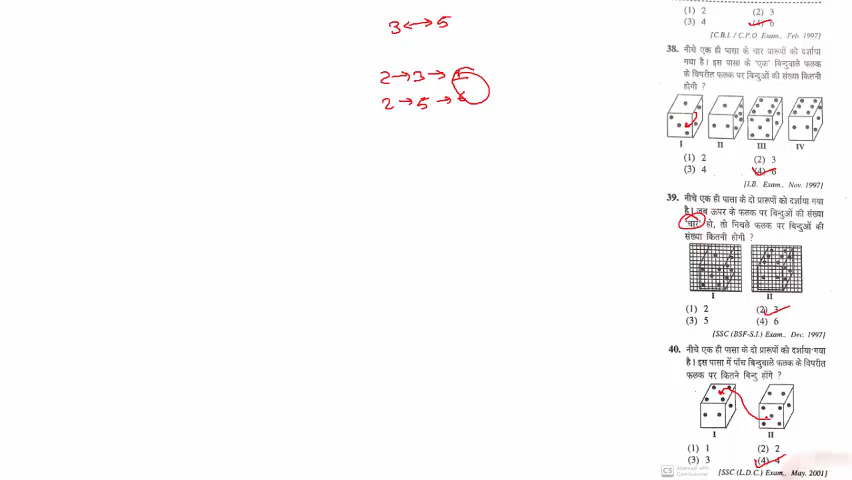 3 ↔ 5
2 → 3 →
2 → 5 → 6
(1) 2 (2) 3
(3) 4 (4) 6
[C.B.I. / C.P.O. Exam., Feb. 1997]
38. नीचे एक ही पासा के चार प्रारूपों को दर्शाया
गया है। इस पासा के 'एक' बिन्दुवाले फलक
के विपरीत फलक पर बिन्दुओं की संख्या कितनी
होगी ?
I II III IV
(1) 2 (2) 3
(3) 4 (4) 6
[I.B. Exam., Nov. 1997]
39. नीचे एक ही पासा के दो प्रारूपों को दर्शाया गया
है। जब ऊपर के फलक पर बिन्दुओं की संख्या
'चार' हो, तो निचले फलक पर बिन्दुओं की
संख्या कितनी होगी ?
I II
(1) 2 (2) 3
(3) 5 (4) 6
[SSC (BSF-S.I.) Exam., Dec. 1997]
40. नीचे एक ही पासा के दो प्रारूपों को दर्शाया गया
है। इस पासा में पाँच बिन्दुवाले फलक के विपरीत
फलक पर कितने बिन्दु होंगे ?
I II
(1) 1 (2) 2
(3) 3 (4) 4
CS
[SSC (L.D.C.) Exam., May. 2001]